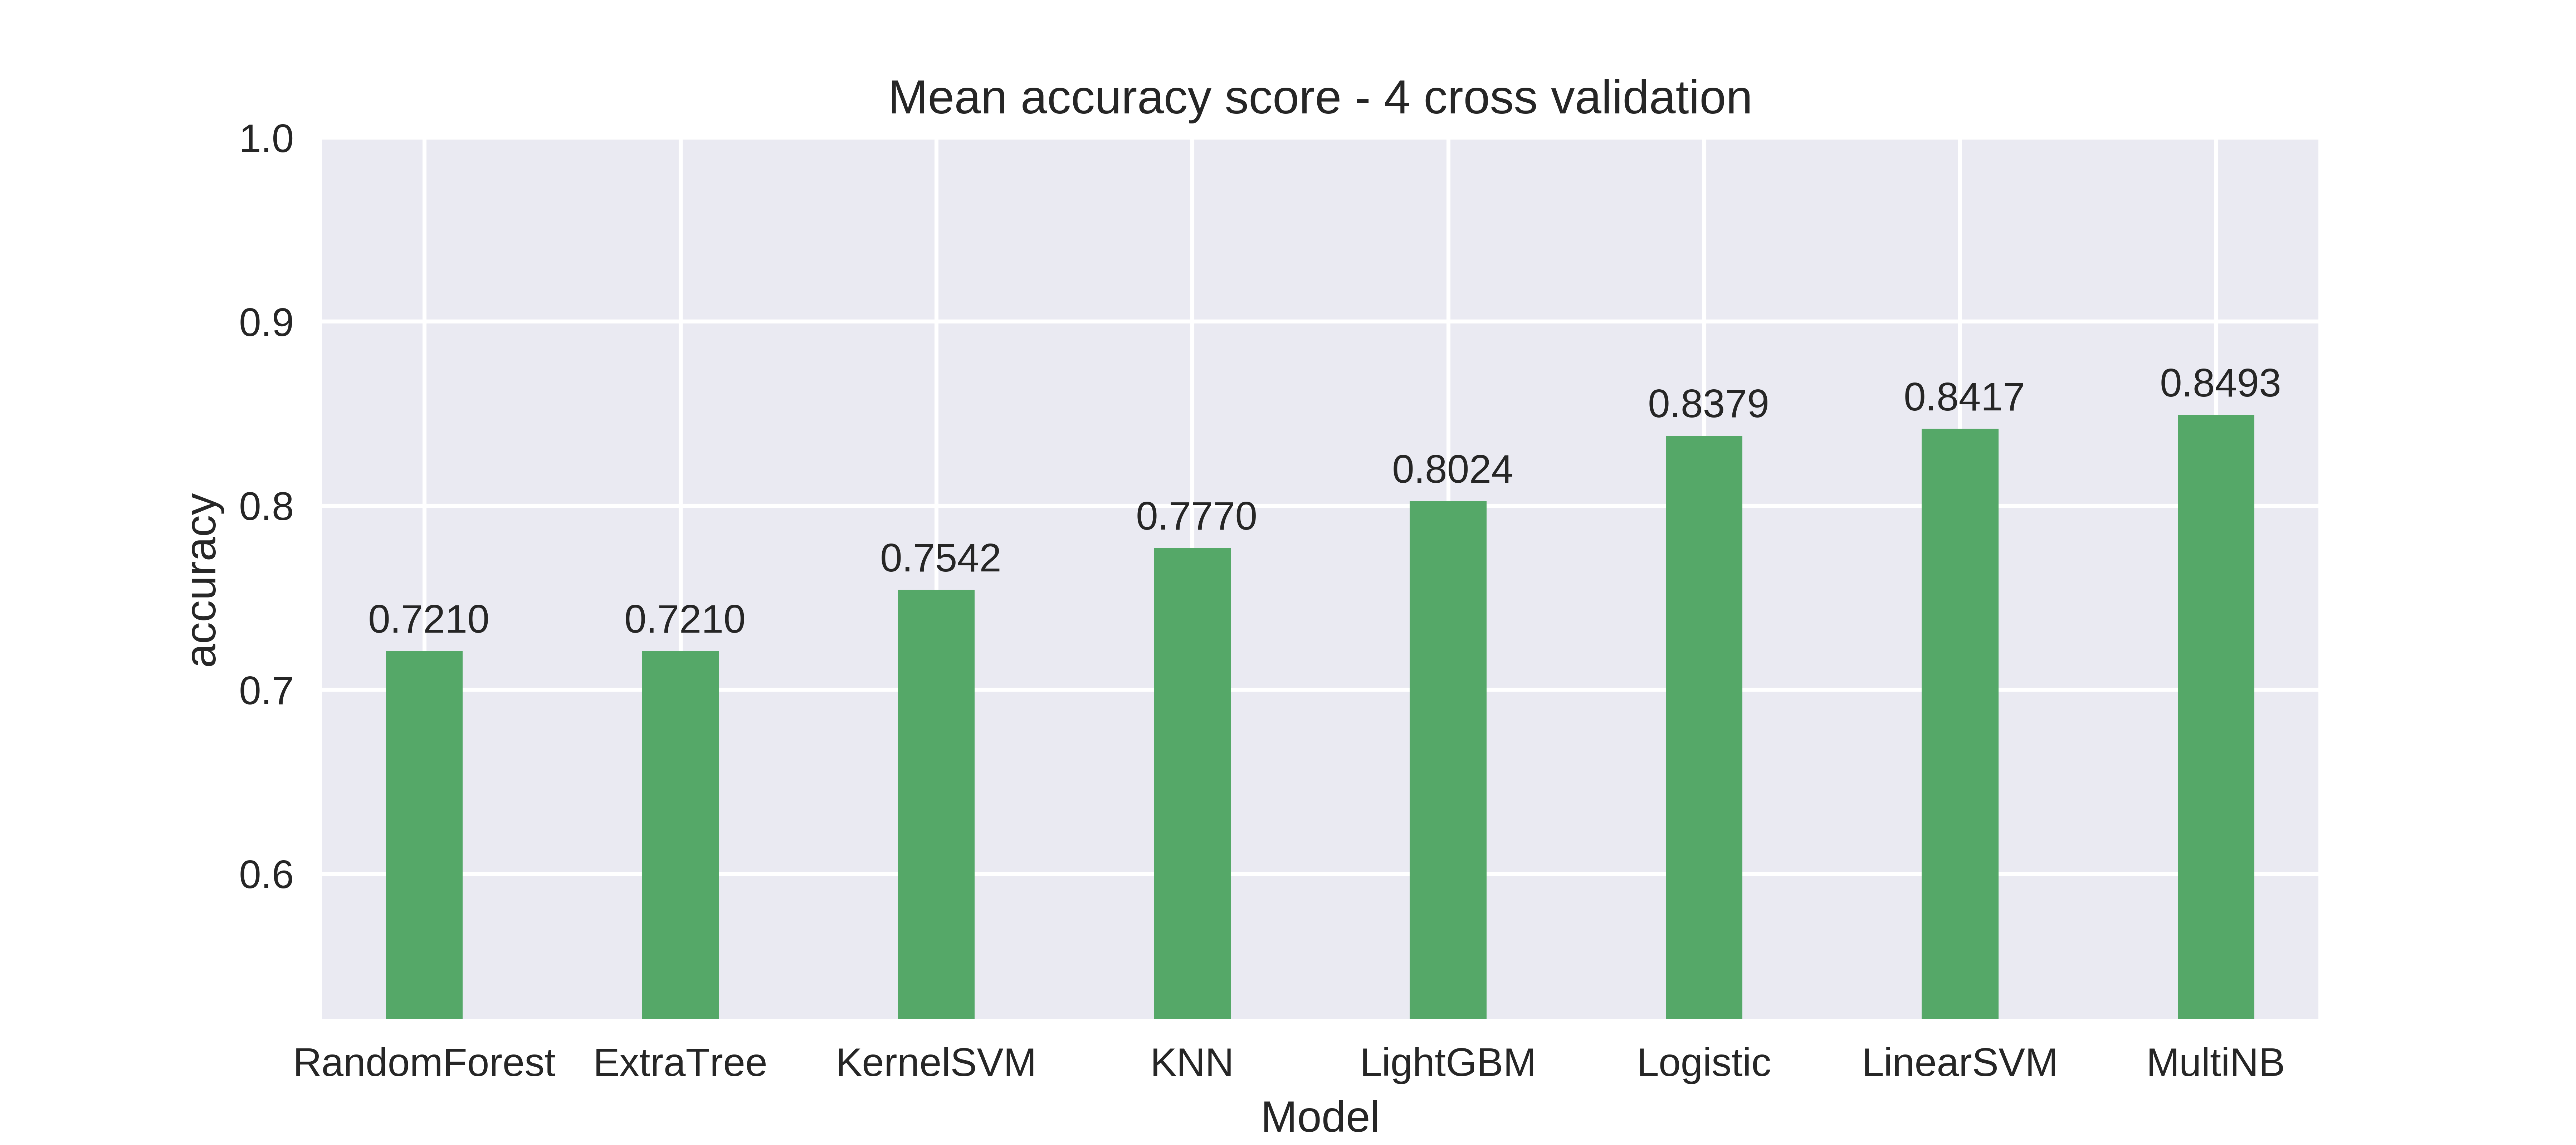 Mean accuracy score - 4 cross validation
1.0
0.9
0.8
0.7
0.6
accuracy
0.7210
0.7210
0.7542
0.7770
0.8024
0.8379
0.8417
0.8493
RandomForest
ExtraTree
KernelSVM
KNN
LightGBM
Logistic
LinearSVM
MultiNB
Model